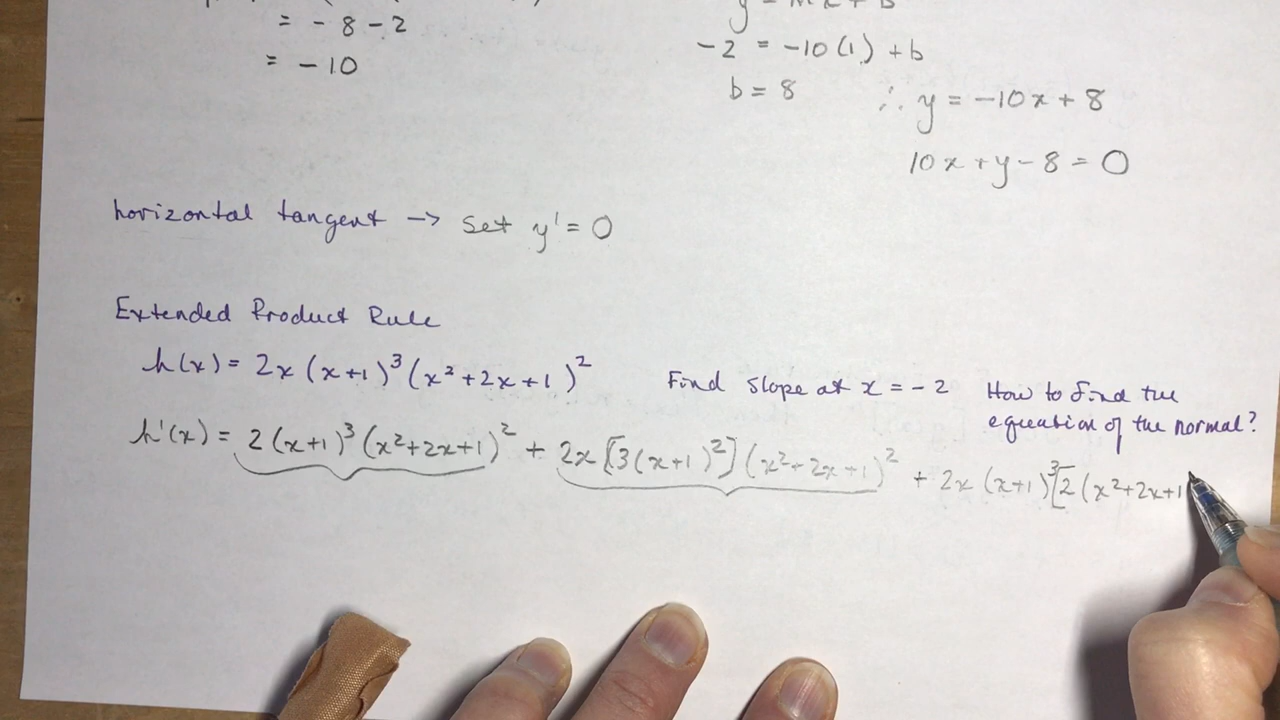 = -8-2
= -10
y = mx + b
-2 = -10(1) + b
b = 8
∴ y = -10x + 8
10x + y - 8 = 0
horizontal tangent → set y' = 0
Extended Product Rule
h(x) = 2x(x+1)³(x²+2x+1)²
Find slope at x = -2
How to find the
equation of the normal?
h'(x) = 2(x+1)³(x²+2x+1)² + 2x[3(x+1)²](x²+2x+1)² + 2x(x+1)³[2(x²+2x+1